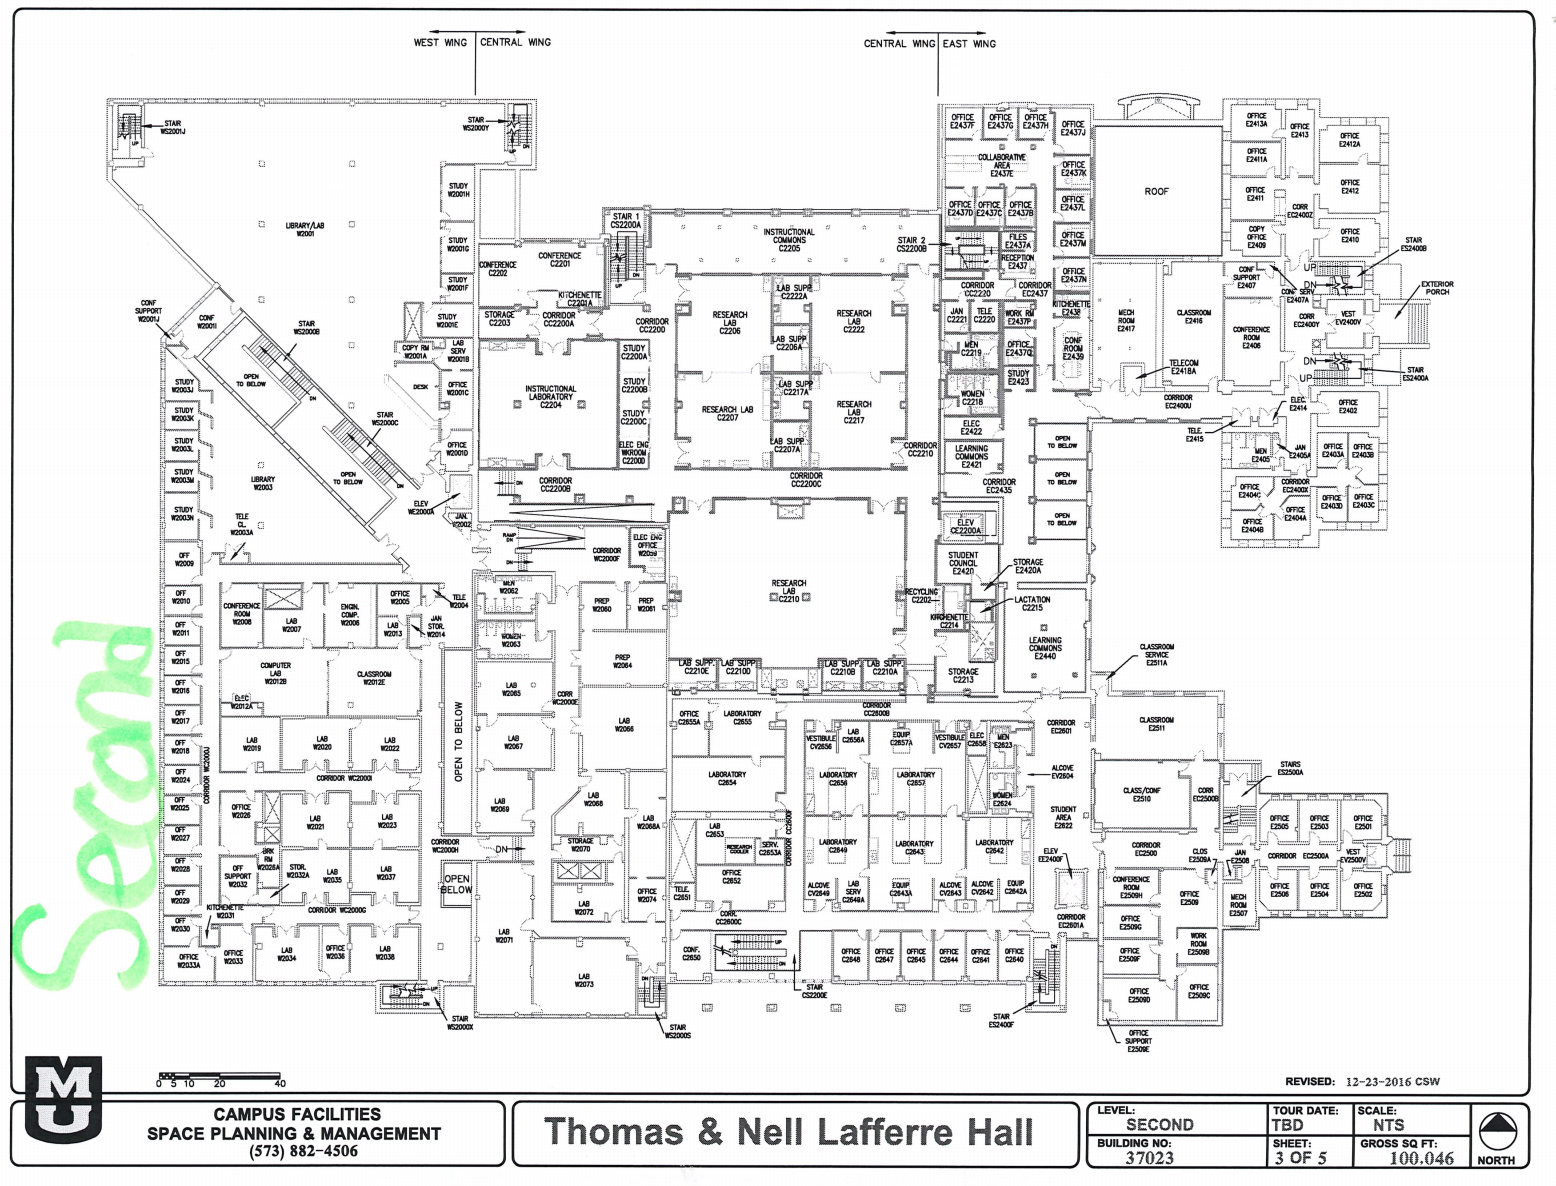 WEST WING
CENTRAL WING
CENTRAL WING
EAST WING
STAIR
WS2001J
STAIR
WS2000Y
LIBRARY/LAB
W2001
STUDY
W2001H
STUDY
W2001G
STUDY
W2001F
STUDY
W2001E
CONF
SUPPORT
W2001J
CONF
W2001I
STAIR
WS2000B
OPEN
TO BELOW
COPY RM
W2001A
LAB
SERV
W2001B
DESK
OFFICE
W2001C
STAIR
WS2000C
OFFICE
W2001D
OPEN
TO BELOW
ELEV
WE2000A
JAN.
W2002
STUDY
W2003J
STUDY
W2003K
STUDY
W2003L
STUDY
W2003M
STUDY
W2003N
LIBRARY
W2003
TELE
CL.
W2003A
OFF
W2009
OFF
W2010
OFF
W2011
OFF
W2015
OFF
W2016
OFF
W2017
OFF
W2018
OFF
W2024
OFF
W2025
OFF
W2027
OFF
W2028
OFF
W2029
OFF
W2030
OFFICE
W2033A
CONFERENCE
ROOM
W2008
LAB
W2007
ENGIN.
COMP.
W2006
OFFICE
W2005
LAB
W2013
JAN
STOR.
W2014
TELE
W2004
COMPUTER
LAB
W2012B
ELEC
W2012A
CLASSROOM
W2012E
LAB
W2019
LAB
W2020
LAB
W2022
CORRIDOR WC2000I
CORRIDOR WC2000J
OFFICE
W2026
LAB
W2021
LAB
W2023
BRK
RM
W2026A
OFF
SUPPORT
W2032
STOR.
W2032A
LAB
W2035
LAB
W2037
KITCHENETTE
W2031
CORRIDOR WC2000G
OFFICE
W2033
LAB
W2034
OFFICE
W2036
LAB
W2038
STAIR
WS2000X
OPEN TO BELOW
CORRIDOR
WC2000H
OPEN
BELOW
CONFERENCE
C2202
CONFERENCE
C2201
KITCHENETTE
C2201A
STORAGE
C2203
CORRIDOR
CC2200A
STAIR 1
CS2200A
INSTRUCTIONAL
LABORATORY
C2204
STUDY
C2200A
STUDY
C2200B
STUDY
C2200C
ELEC ENG
WKROOM
C2200D
CORRIDOR
CC2200
CORRIDOR
CC2200B
RAMP
DN
CORRIDOR
WC2000F
ELEC ENG
OFFICE
W2059
MEN
W2062
WOMEN
W2063
PREP
W2060
PREP
W2061
PREP
W2064
LAB
W2065
CORR
WC2000E
LAB
W2066
LAB
W2067
LAB
W2068
LAB
W2069
LAB
W2068A
STORAGE
W2070
LAB
W2071
LAB
W2072
OFFICE
W2074
LAB
W2073
STAIR
WS2000S
INSTRUCTIONAL
COMMONS
C2205
RESEARCH
LAB
C2206
LAB SUPP
C2222A
LAB SUPP
C2206A
RESEARCH
LAB
C2222
RESEARCH LAB
C2207
LAB SUPP
C2217A
LAB SUPP
C2207A
RESEARCH
LAB
C2217
CORRIDOR
CC2210
CORRIDOR
CC2200C
RESEARCH
LAB
C2210
LAB SUPP.
C2210E
LAB SUPP.
C2210D
LAB SUPP.
C2210B
LAB SUPP.
C2210A
RECYCLING
C2202
KITCHENETTE
C2214
STORAGE
C2213
LACTATION
C2215
CORRIDOR
CC2600B
OFFICE
C2655A
LABORATORY
C2655
LABORATORY
C2654
LAB
C2653
RESEARCH
COOLER
SERV.
C2653A
OFFICE
C2652
TELE.
C2651
CORR.
CC2600C
CONF.
C2650
CORRIDOR CC2600F
VESTIBULE
CV2656
LAB
C2656A
EQUIP
C2657A
VESTIBULE
CV2657
ELEC
C2658
LABORATORY
C2656
LABORATORY
C2657
LABORATORY
C2649
LABORATORY
C2643
LABORATORY
C2642
ALCOVE
CV2649
LAB
SERV
C2649A
EQUIP
C2643A
ALCOVE
CV2643
ALCOVE
CV2642
EQUIP
C2642A
OFFICE
C2648
OFFICE
C2647
OFFICE
C2645
OFFICE
C2644
OFFICE
C2641
OFFICE
C2640
STAIR
CS2200E
STAIR
ES2400F
OFFICE
E2437F
OFFICE
E2437G
OFFICE
E2437H
OFFICE
E2437J
COLLABORATIVE
AREA
E2437E
OFFICE
E2437K
OFFICE
E2437D
OFFICE
E2437C
OFFICE
E2437B
OFFICE
E2437L
STAIR 2
CS2200B
FILES
E2437A
RECEPTION
E2437
OFFICE
E2437M
OFFICE
E2437N
CORRIDOR
CC2220
CORRIDOR
EC2437
JAN
C2221
TELE
C2220
WORK RM
E2437P
KITCHENETTE
E2438
MEN
C2219
OFFICE
E2437Q
CONF
ROOM
E2439
STUDY
E2423
WOMEN
C2218
ELEC
E2422
LEARNING
COMMONS
E2421
CORRIDOR
EC2435
OPEN
TO BELOW
OPEN
TO BELOW
OPEN
TO BELOW
ELEV
CE2200A
STUDENT
COUNCIL
E2420
STORAGE
E2420A
LEARNING
COMMONS
E2440
ROOF
MECH
ROOM
E2417
CLASSROOM
E2416
TELECOM
E2418A
CORRIDOR
EC2400U
CONFERENCE
ROOM
E2406
CONF
SUPPORT
E2407
CONF SERV
E2407A
OFFICE
E2413A
OFFICE
E2413
OFFICE
E2412A
OFFICE
E2411A
OFFICE
E2411
OFFICE
E2412
CORR
EC2400Z
COPY
OFFICE
E2409
OFFICE
E2410
STAIR
ES2400B
EXTERIOR
PORCH
CORR
EC2400Y
VEST
EV2400V
STAIR
ES2400A
ELEC.
E2414
TELE.
E2415
OFFICE
E2402
MEN
E2405
JAN
E2405A
OFFICE
E2403A
OFFICE
E2403B
OFFICE
E2404C
CORRIDOR
EC2400X
OFFICE
E2404B
OFFICE
E2404A
OFFICE
E2403D
OFFICE
E2403C
CLASSROOM
SERVICE
E2511A
CLASSROOM
E2511
CORRIDOR
EC2601
MEN
E2623
ALCOVE
EV2604
WOMEN
E2624
STUDENT
AREA
E2622
ELEV
EE2400F
CORRIDOR
EC2601A
CLASS/CONF
E2510
CORR
EC2500B
STAIRS
ES2500A
CORRIDOR
EC2500
OFFICE
E2505
OFFICE
E2503
OFFICE
E2501
CLOS
E2509A
JAN
E2508
CORRIDOR EC2500A
VEST
EV2500V
CONFERENCE
ROOM
E2509H
OFFICE
E2509
MECH
ROOM
E2507
OFFICE
E2506
OFFICE
E2504
OFFICE
E2502
OFFICE
E2509G
OFFICE
E2509F
WORK
ROOM
E2509B
OFFICE
E2509D
OFFICE
E2509C
OFFICE
SUPPORT
E2509E
Second
0 5 10 20 40
REVISED: 12-23-2016 CSW
MU
CAMPUS FACILITIES
SPACE PLANNING & MANAGEMENT
(573) 882-4506
Thomas & Nell Lafferre Hall
LEVEL:
SECOND
TOUR DATE:
TBD
SCALE:
NTS
BUILDING NO:
37023
SHEET:
3 OF 5
GROSS SQ FT:
100.046
NORTH